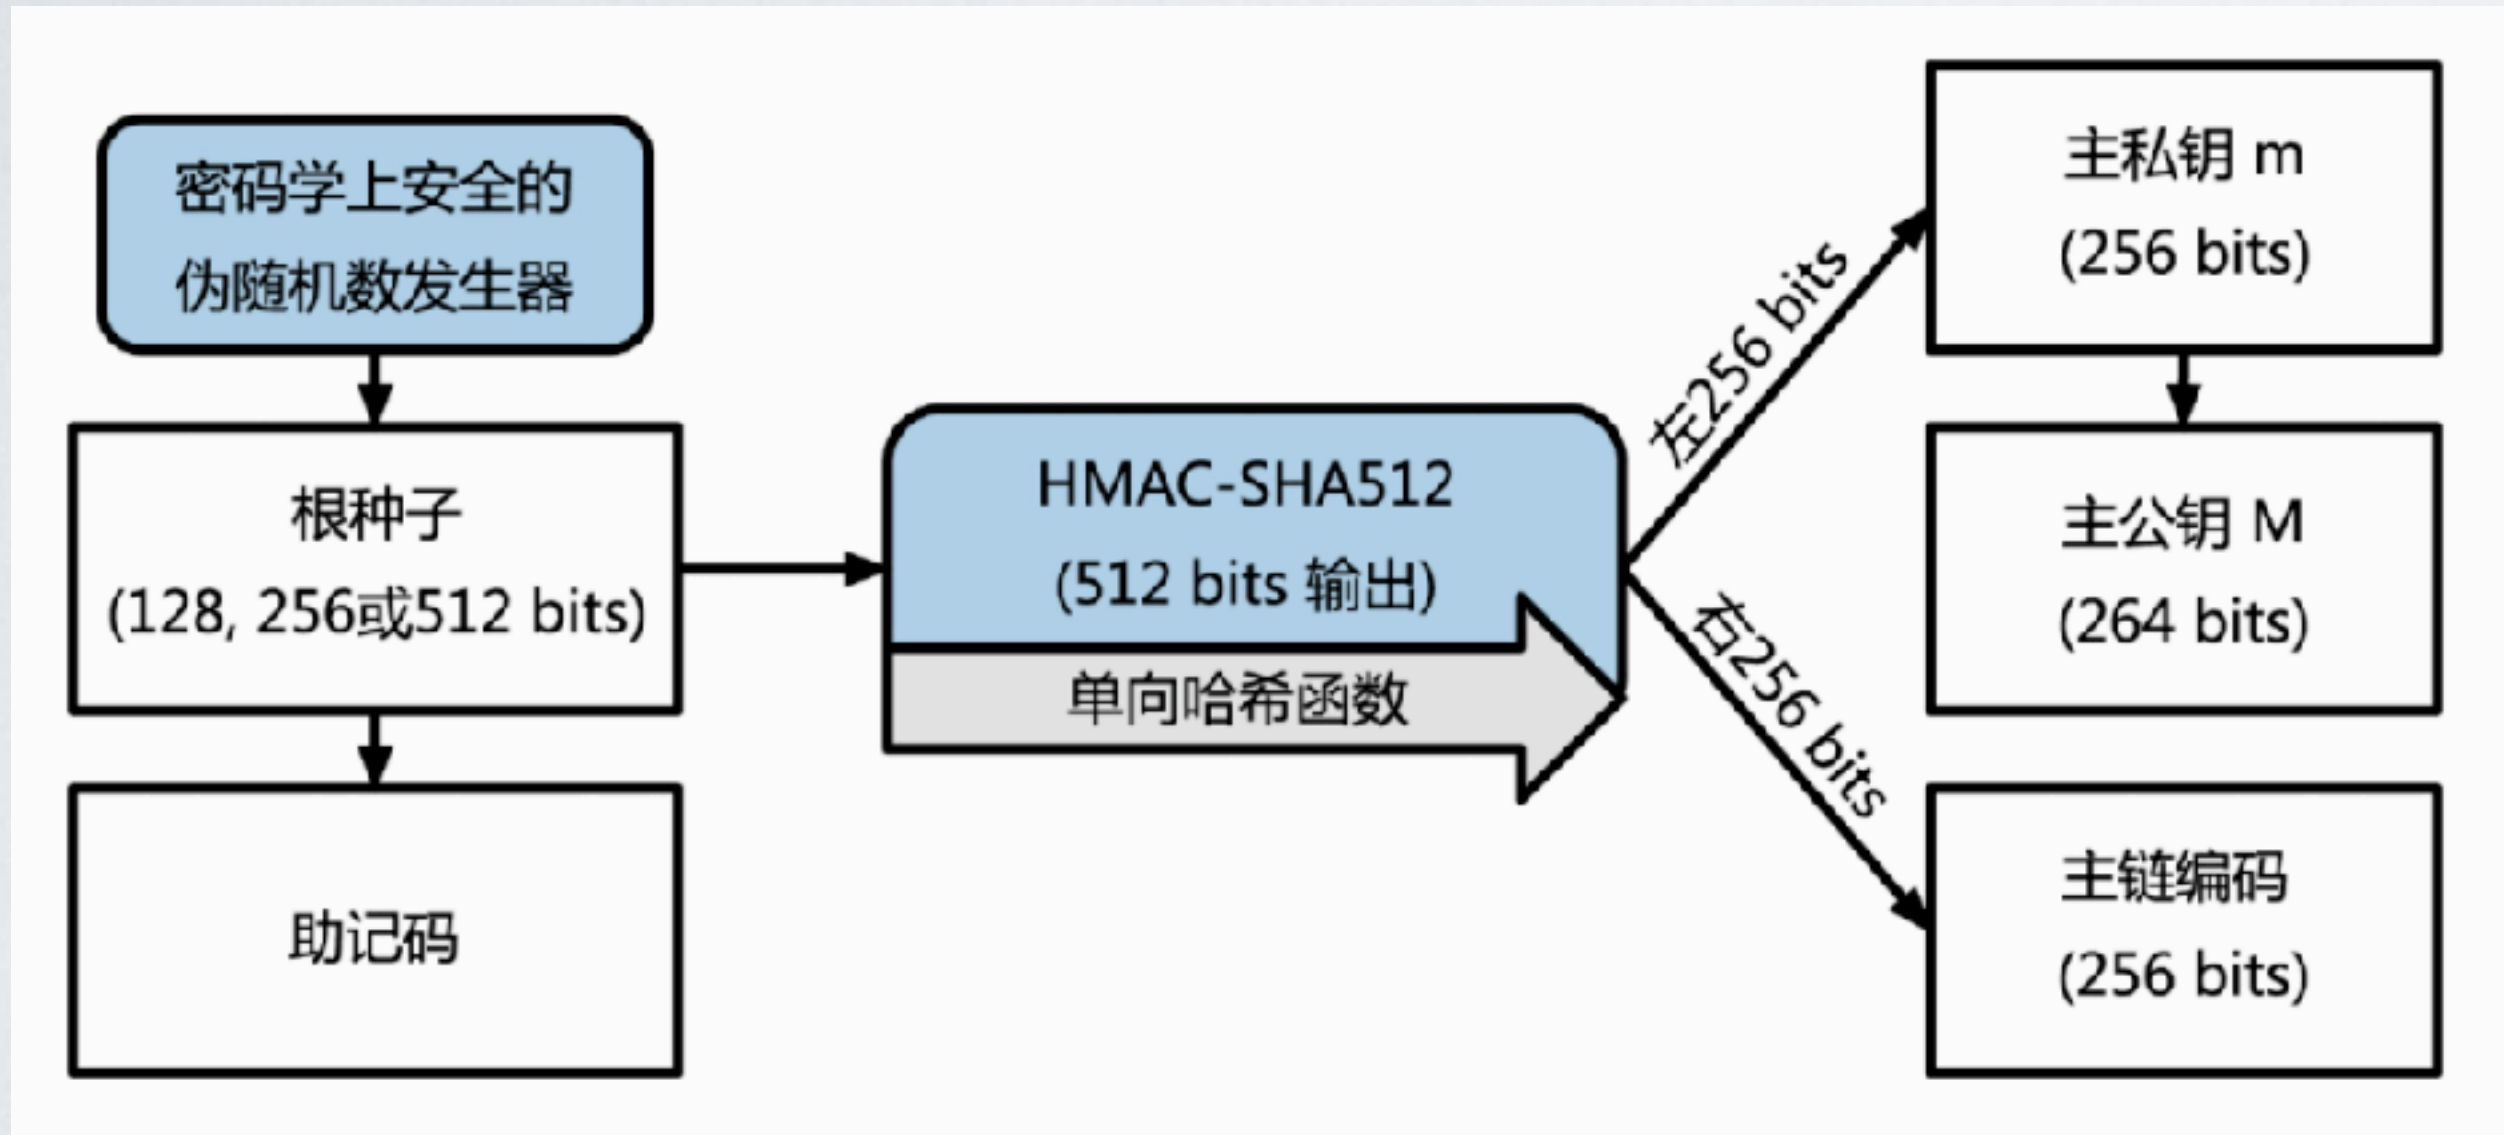 密码学上安全的
伪随机数发生器
根种子
(128, 256或512 bits)
助记码
HMAC-SHA512
(512 bits 输出)
单向哈希函数
左256 bits
右256 bits
主私钥 m
(256 bits)
主公钥 M
(264 bits)
主链编码
(256 bits)